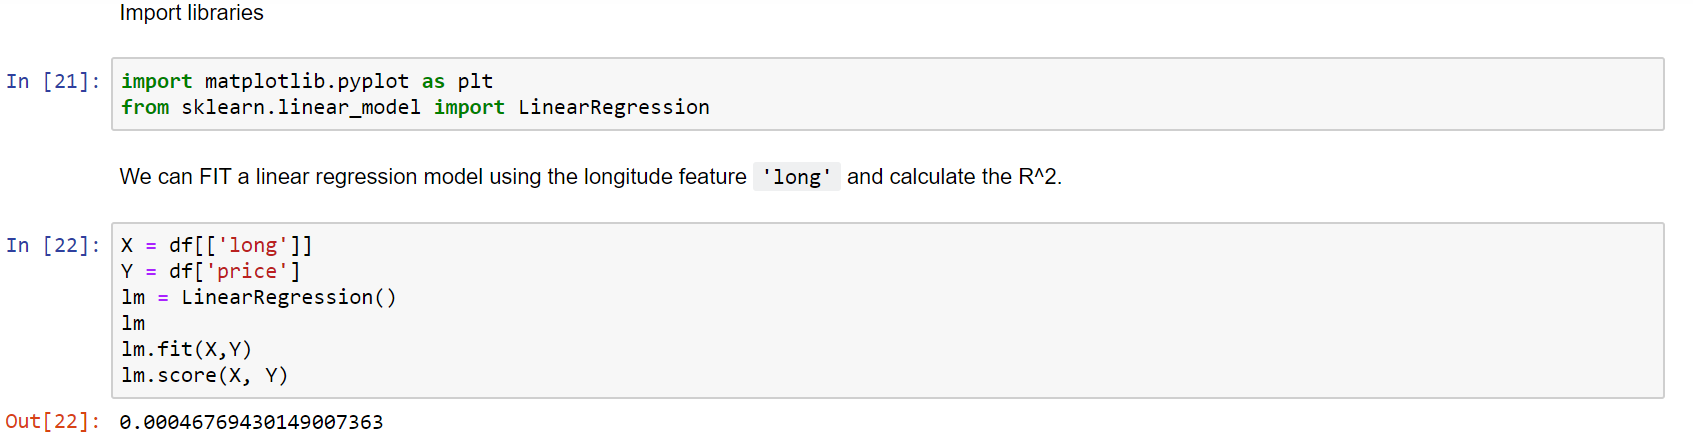 Import libraries
In [21]: import matplotlib.pyplot as plt
from sklearn.linear_model import LinearRegression
We can FIT a linear regression model using the longitude feature 'long' and calculate the R^2.
In [22]: X = df[['long']]
Y = df['price']
lm = LinearRegression()
lm
lm.fit(X,Y)
lm.score(X, Y)
Out[22]: 0.00046769430149007363